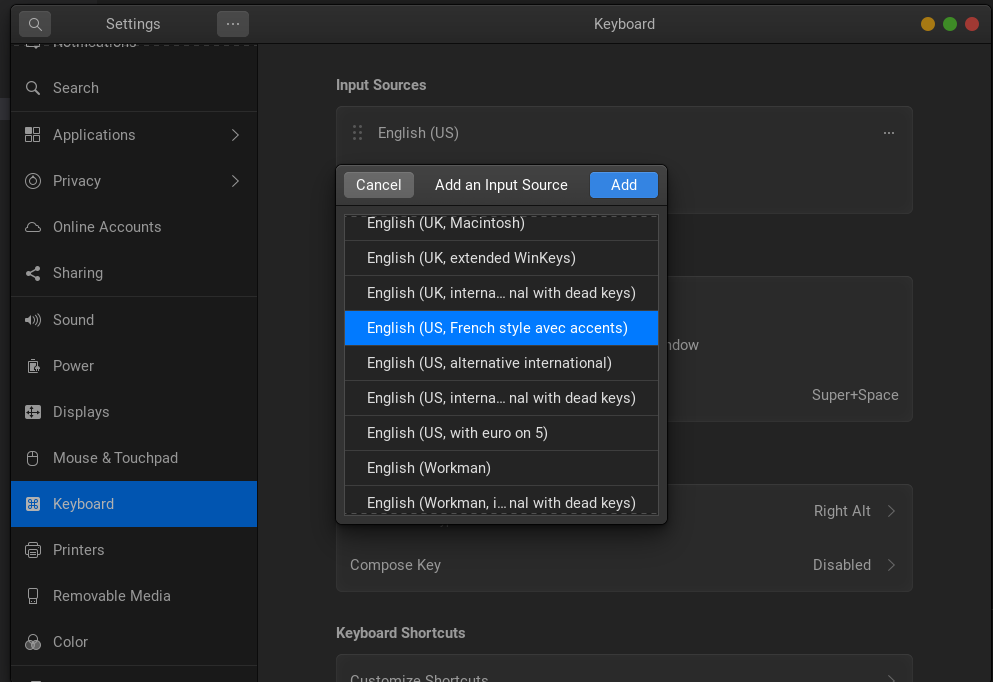 Settings
Keyboard
Notifications
Search
Applications
Privacy
Online Accounts
Sharing
Sound
Power
Displays
Mouse & Touchpad
Keyboard
Printers
Removable Media
Color
Input Sources
English (US)
Cancel
Add an Input Source
Add
English (UK, Macintosh)
English (UK, extended WinKeys)
English (UK, interna... nal with dead keys)
English (US, French style avec accents)
English (US, alternative international)
English (US, interna... nal with dead keys)
English (US, with euro on 5)
English (Workman)
English (Workman, i... nal with dead keys)
Super+Space
Right Alt
Compose Key
Disabled
Keyboard Shortcuts
Customize Shortcuts